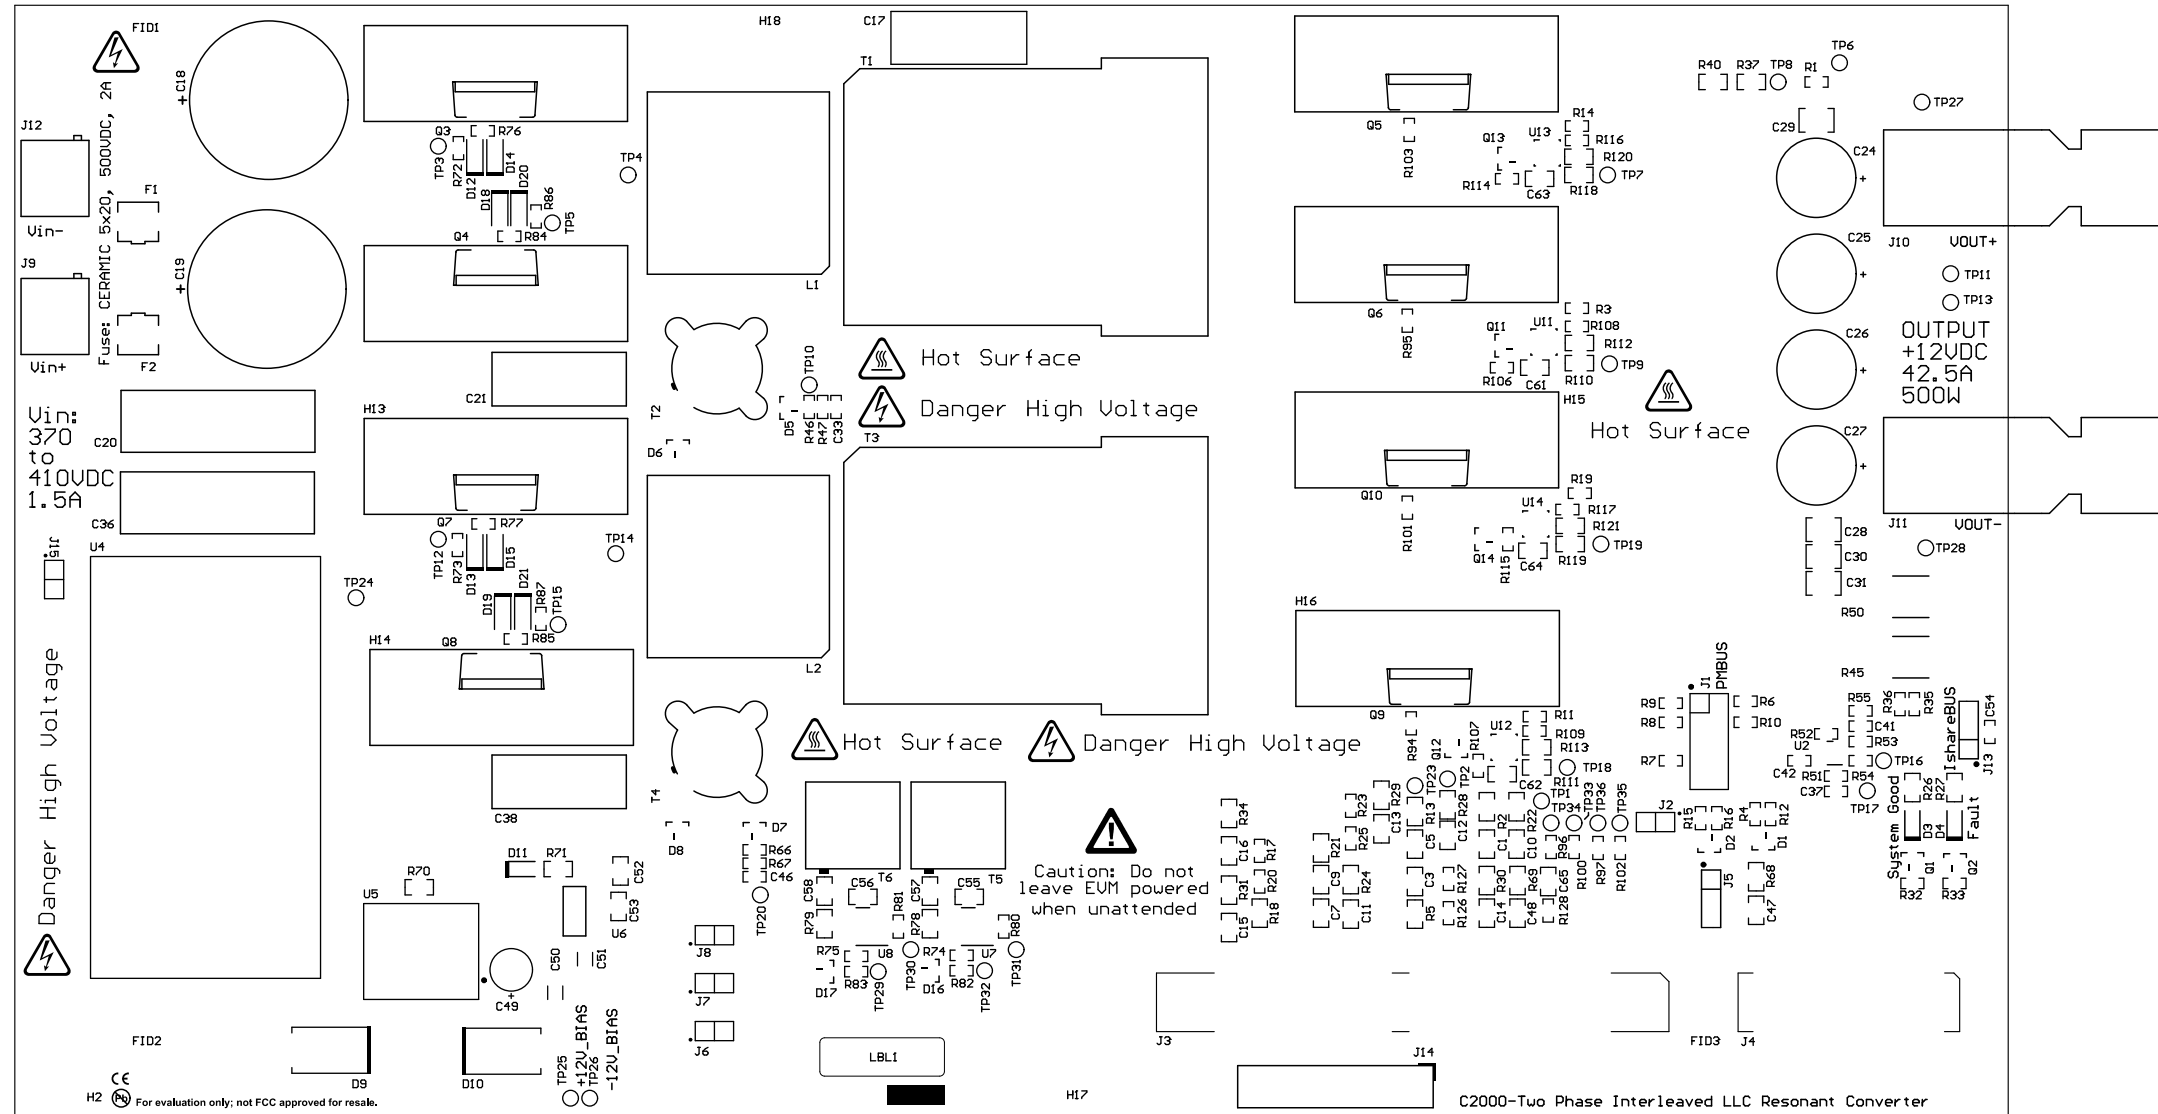 FID1
H18
C17
TP6
R40
R37
TP8
R1
T1
+ C18
TP27
J12
C29
Fuse: CERAMIC 5x20, 500VDC, 2A
Q3
R76
Q5
Q13
U13
R14
R116
R120
R118
TP7
R103
R114
C63
C24
+
TP3
R72
D12
D14
D18
D20
R86
TP5
TP4
F1
Vin-
Q4
R84
J9
+ C19
L1
C25
+
J10
VOUT+
TP11
TP13
Q6
Q11
U11
R3
R108
R112
R110
TP9
R95
R106
C61
OUTPUT
+12VDC
42.5A
500W
C26
+
Vin+
F2
C21
T2
TP10
Hot Surface
Danger High Voltage
H15
Hot Surface
Vin:
370
to
410VDC
1.5A
C20
H13
D5
R46
R47
C33
T3
D6
C27
+
C36
Q7
R77
Q10
U14
R19
R117
R121
R119
TP19
R101
Q14
R115
C64
J11
VOUT-
C28
C30
C31
TP28
J15
U4
TP12
R73
D13
D15
D19
D21
R87
TP15
TP14
TP24
R85
R50
H14
Q8
H16
L2
R45
Danger High Voltage
J1
PMBUS
R9
R8
R7
R6
R10
R55
C41
R53
R54
R52
U2
C42
R51
C37
TP16
TP17
R36
R35
IshareBUS
C54
J13
Q9
R94
Q12
R107
U12
R11
R109
R113
R111
TP18
C62
TP23
TP2
Hot Surface
Danger High Voltage
C38
T4
D8
D7
R66
R67
C46
TP20
T6
T5
R34
C16
R31
C15
R17
R20
R18
R23
R25
R29
C13
R21
C9
C7
R24
C11
R13
C5
C3
R5
R28
C12
R127
R126
R2
C1
R30
C14
R22
C10
R69
C48
TP1
TP34
TP33
TP36
TP35
R96
R100
R97
R102
C65
R128
J2
R15
R16
D2
R4
R12
D1
J5
R68
C47
System Good
R26
D3
R27
D4
Fault
Q1
R32
Q2
R33
Caution: Do not
leave EVM powered
when unattended
D11
R71
R70
C52
C53
U6
U5
C50
C51
C49
+
C58
R79
C56
R81
C57
R78
C55
R80
R75
U8
R83
D17
TP29
TP30
R74
U7
R82
D16
TP32
TP31
J8
J7
J6
J3
FID3
J4
FID2
D9
D10
TP25
+12V_BIAS
TP26
-12V_BIAS
LBL1
J14
H2
CE
Pb
For evaluation only; not FCC approved for resale.
H17
C2000-Two Phase Interleaved LLC Resonant Converter